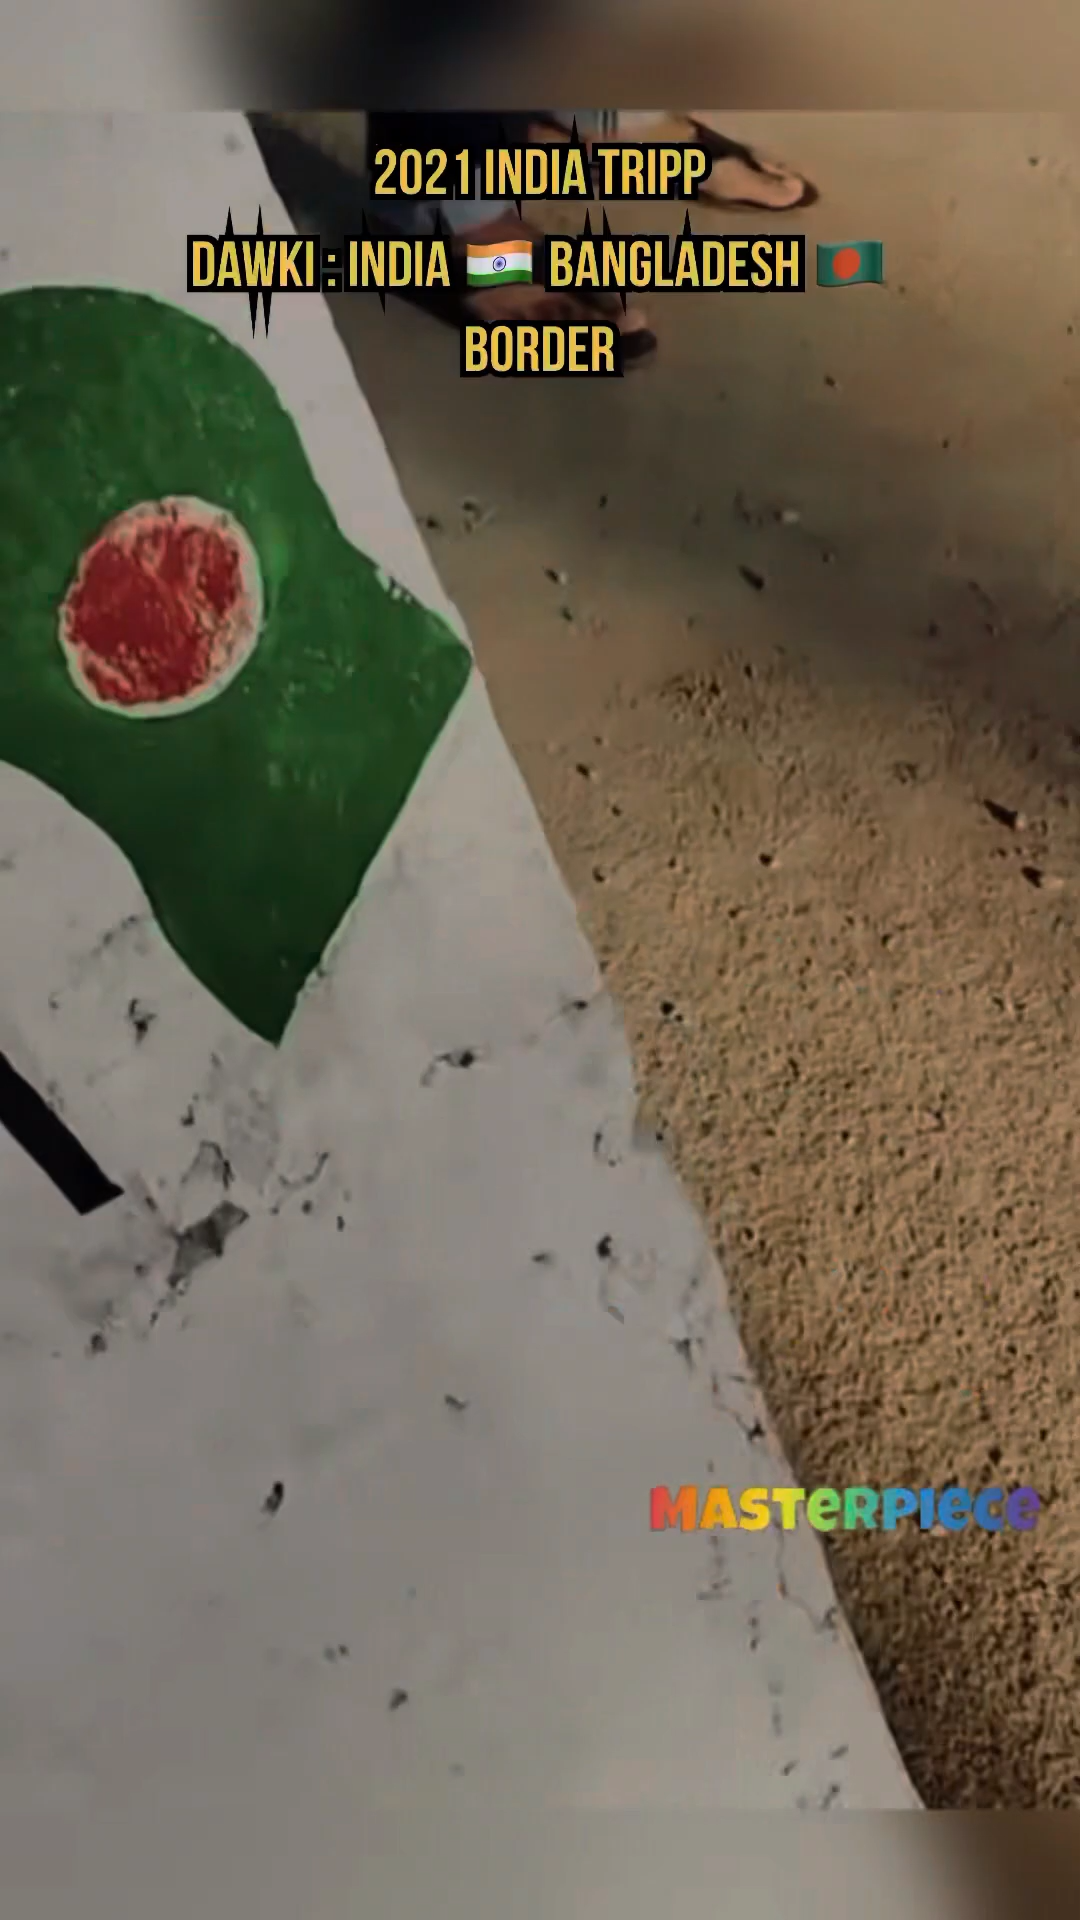 2021 INDIA TRIPP
DAWKI : INDIA 🇮🇳 BANGLADESH 🇧🇩
BORDER
MASTERPIECE